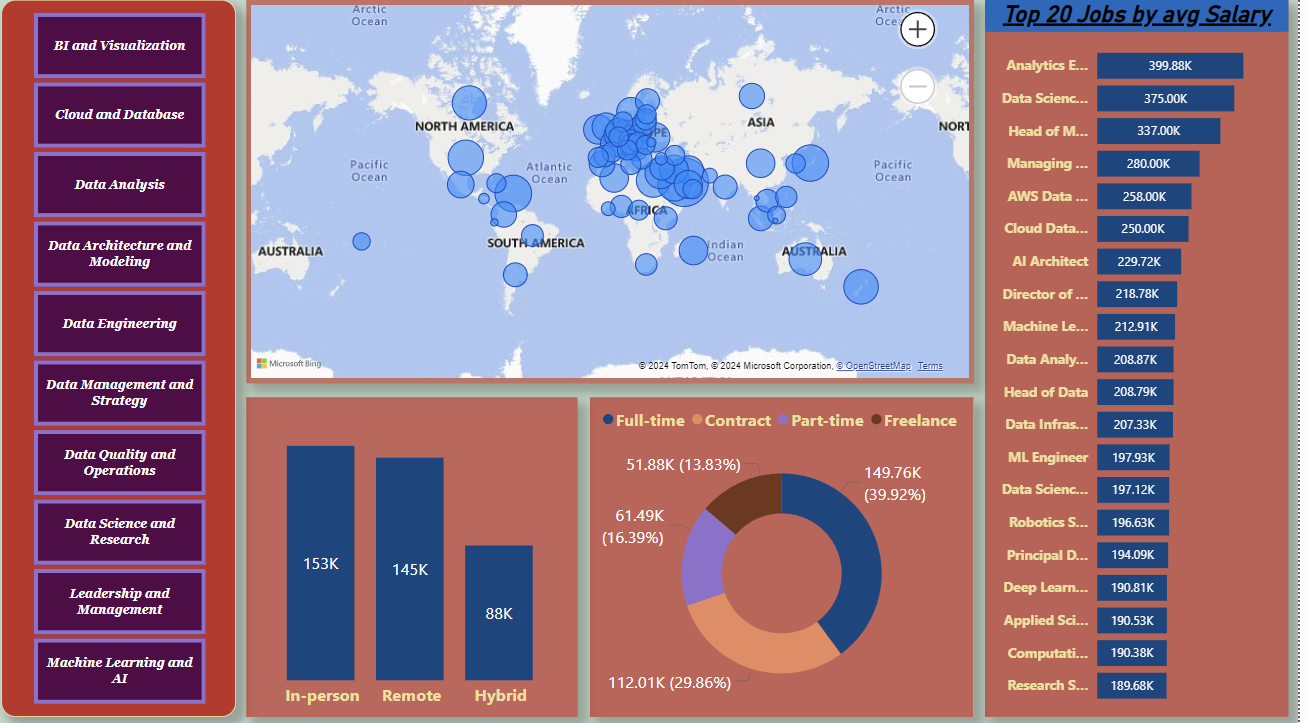 BI and Visualization
Cloud and Database
Data Analysis
Data Architecture and
Modeling
Data Engineering
Data Management and
Strategy
Data Quality and
Operations
Data Science and
Research
Leadership and
Management
Machine Learning and
AI
Arctic
Ocean
NORTH AMERICA
ASIA
Pacific
Ocean
Atlantic
Ocean
Pacific
Ocean
AFRICA
AUSTRALIA
SOUTH AMERICA
Indian
Ocean
AUSTRALIA
Microsoft Bing
© 2024 TomTom, © 2024 Microsoft Corporation, © OpenStreetMap Terms
153K
145K
88K
In-person Remote Hybrid
Full-time Contract Part-time Freelance
51.88K (13.83%)
149.76K
(39.92%)
61.49K
(16.39%)
112.01K (29.86%)
Top 20 Jobs by avg Salary
Analytics E... 399.88K
Data Scienc... 375.00K
Head of M... 337.00K
Managing ... 280.00K
AWS Data ... 258.00K
Cloud Data... 250.00K
AI Architect 229.72K
Director of ... 218.78K
Machine Le... 212.91K
Data Analy... 208.87K
Head of Data 208.79K
Data Infras... 207.33K
ML Engineer 197.93K
Data Scienc... 197.12K
Robotics S... 196.63K
Principal D... 194.09K
Deep Learn... 190.81K
Applied Sci... 190.53K
Computati... 190.38K
Research S... 189.68K